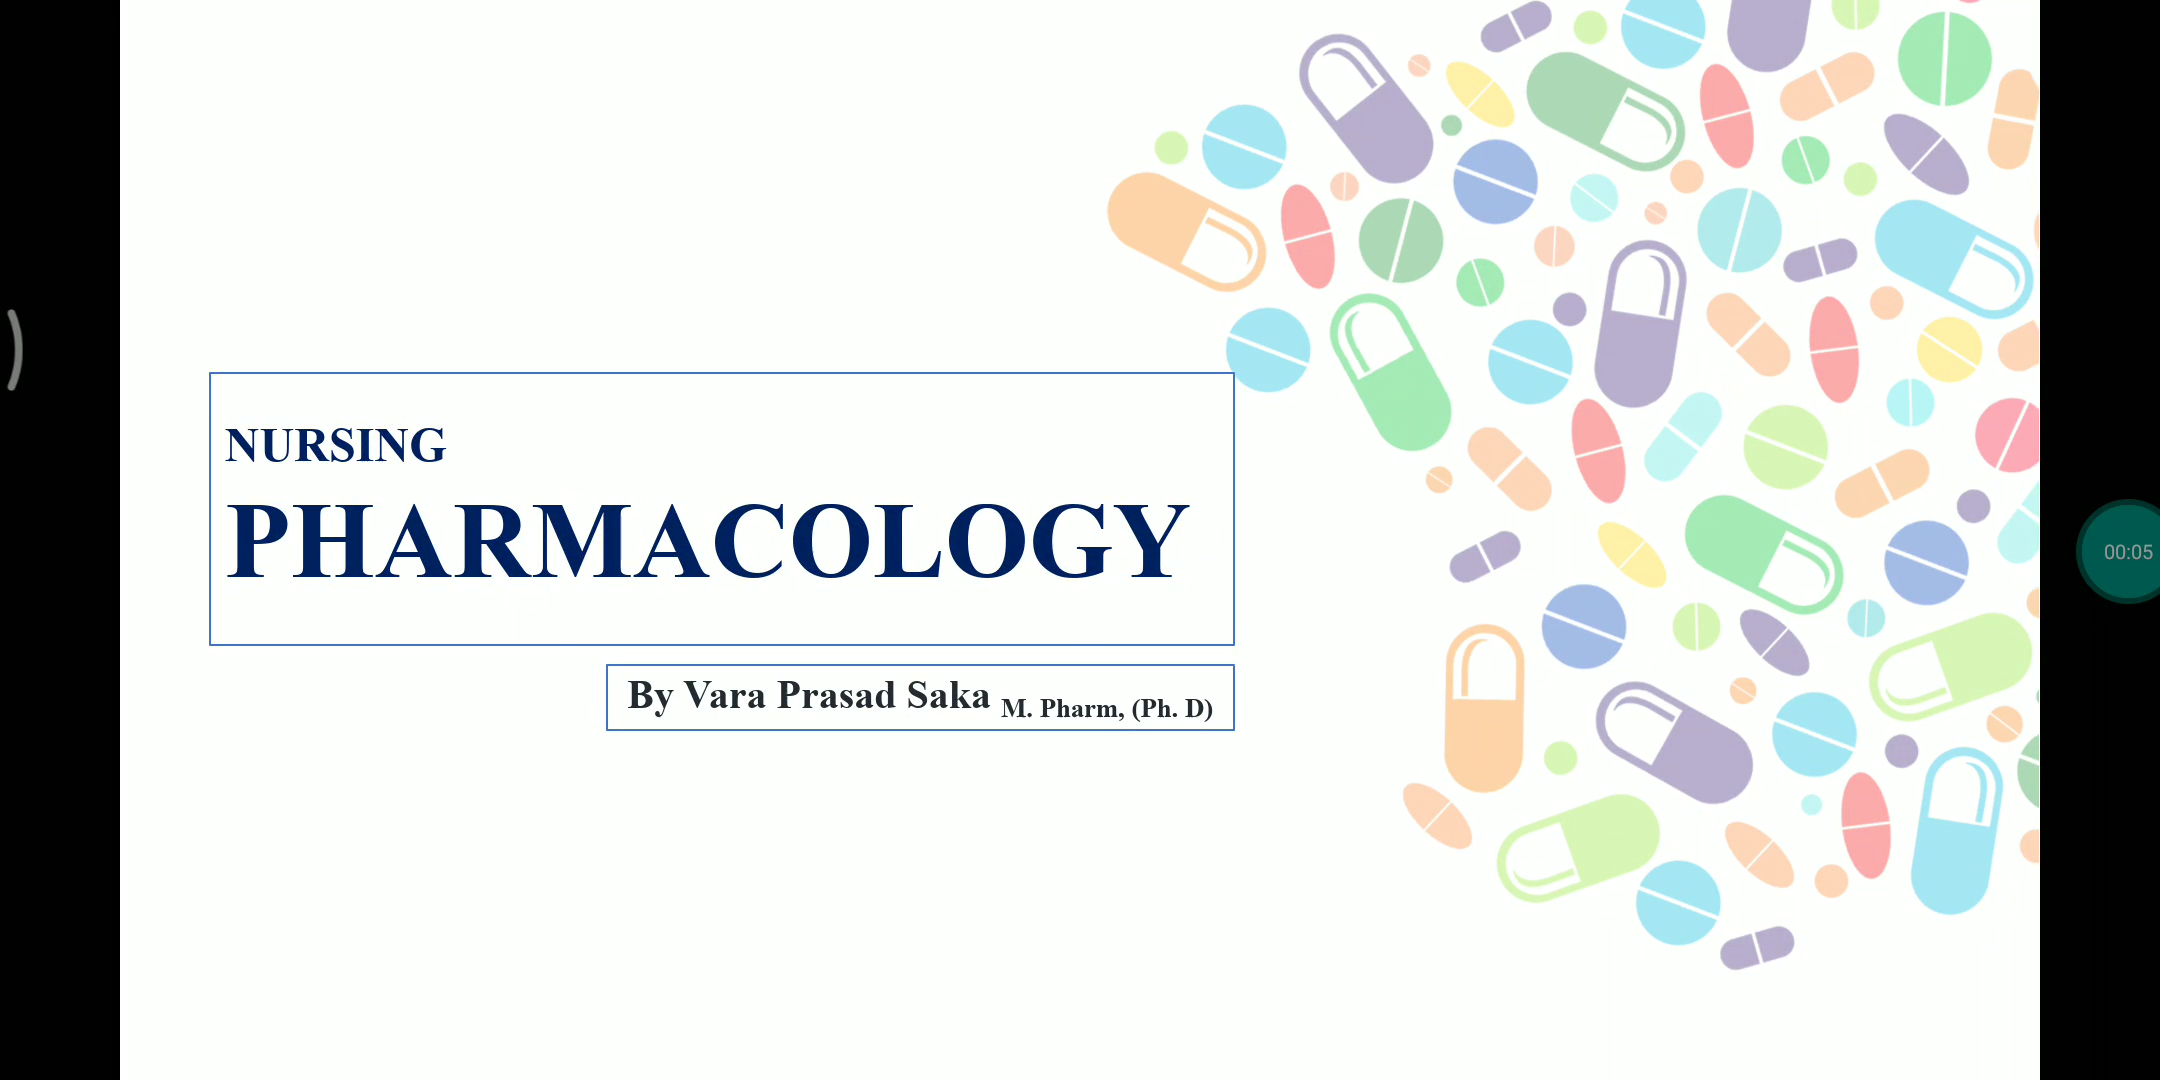 NURSING
PHARMACOLOGY
By Vara Prasad Saka M. Pharm, (Ph. D)
00:05